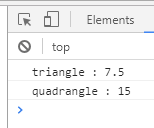 Elements
top
triangle : 7.5
quadrangle : 15